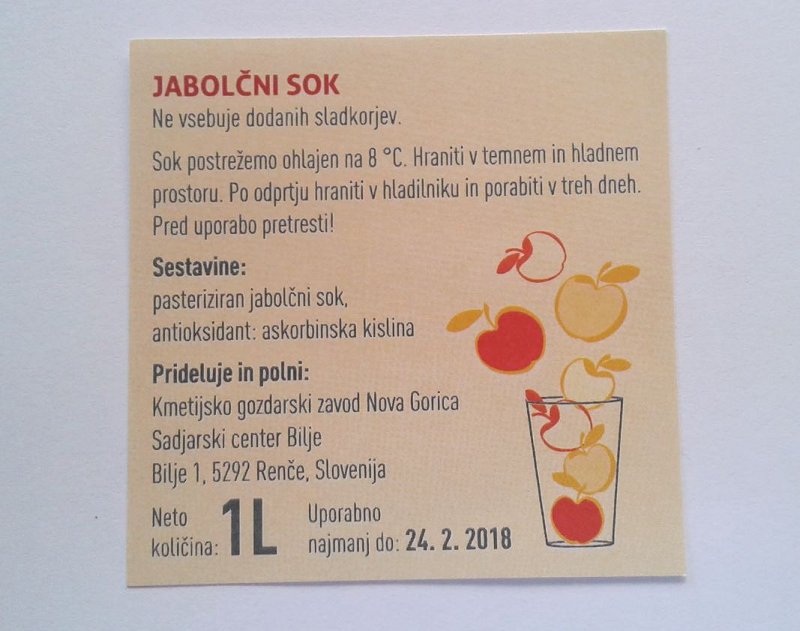 JABOLČNI SOK
Ne vsebuje dodanih sladkorjev.
Sok postrežemo ohlajen na 8 °C. Hraniti v temnem in hladnem
prostoru. Po odprtju hraniti v hladilniku in porabiti v treh dneh.
Pred uporabo pretresti!
Sestavine:
pasteriziran jabolčni sok,
antioksidant: askorbinska kislina
Prideluje in polni:
Kmetijsko gozdarski zavod Nova Gorica
Sadjarski center Bilje
Bilje 1, 5292 Renče, Slovenija
Neto
količina: 1L
Uporabno
najmanj do: 24. 2. 2018